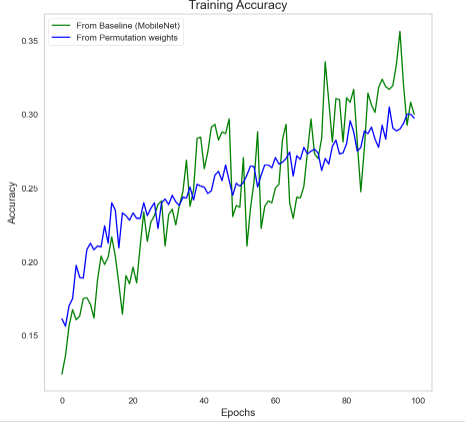 Training Accuracy
From Baseline (MobileNet)
From Permutation weights
0.35
0.30
0.25
0.20
0.15
Accuracy
0 20 40 60 80 100
Epochs